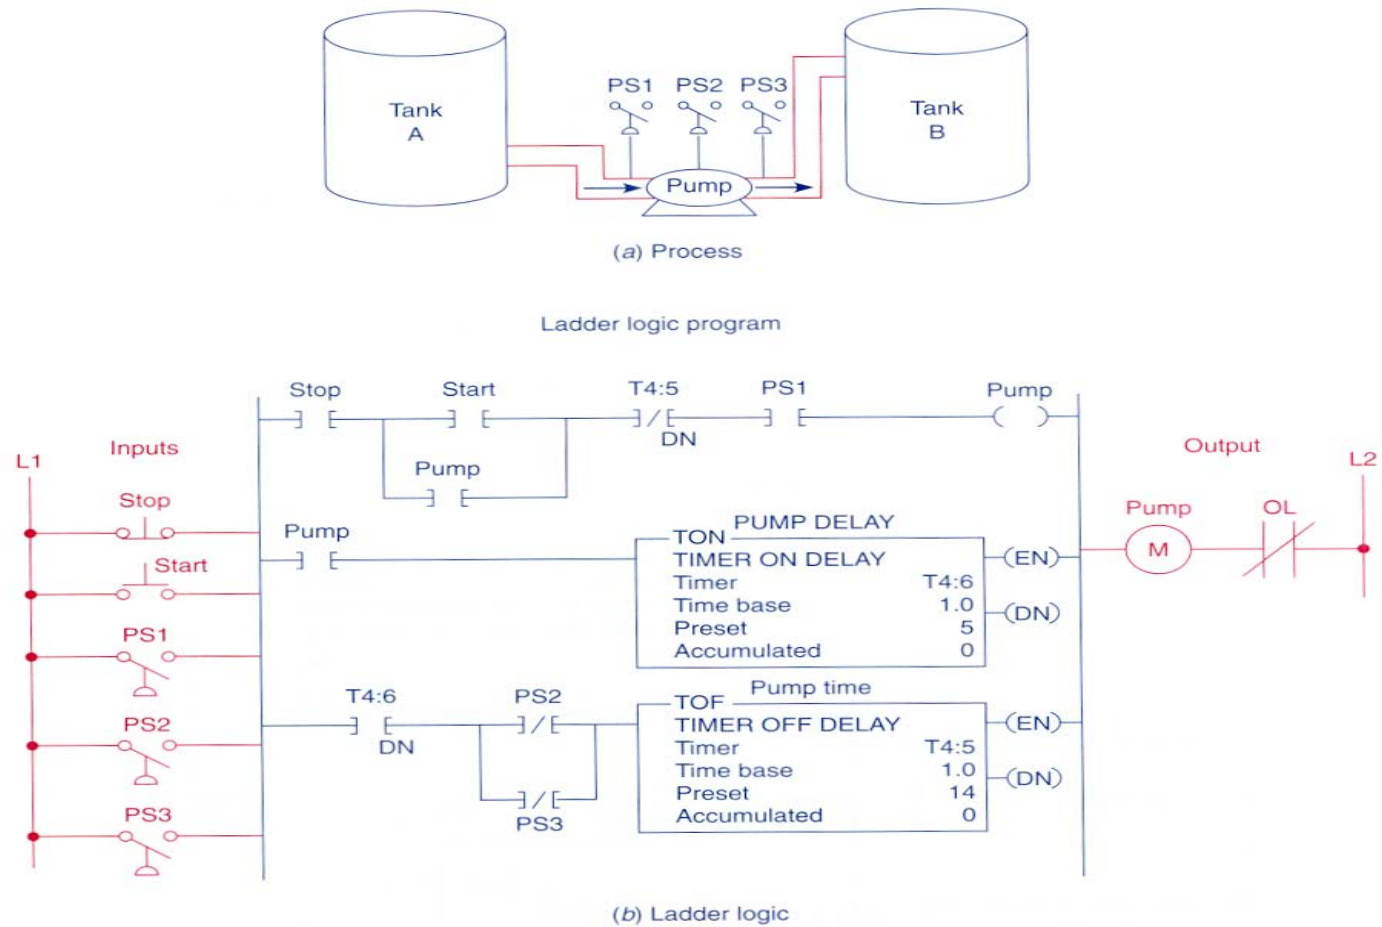 PS1 PS2 PS3
Tank
A
Tank
B
Pump
(a) Process
Ladder logic program
Stop Start T4:5 PS1 Pump
DN
Pump
Inputs
L1
Output
L2
Stop
Start
PS1
PS2
PS3
Pump
PUMP DELAY
TON
TIMER ON DELAY
Timer T4:6
Time base 1.0
Preset 5
Accumulated 0
(EN)
(DN)
Pump OL
M
T4:6 PS2
DN
PS3
Pump time
TOF
TIMER OFF DELAY
Timer T4:5
Time base 1.0
Preset 14
Accumulated 0
(EN)
(DN)
(b) Ladder logic